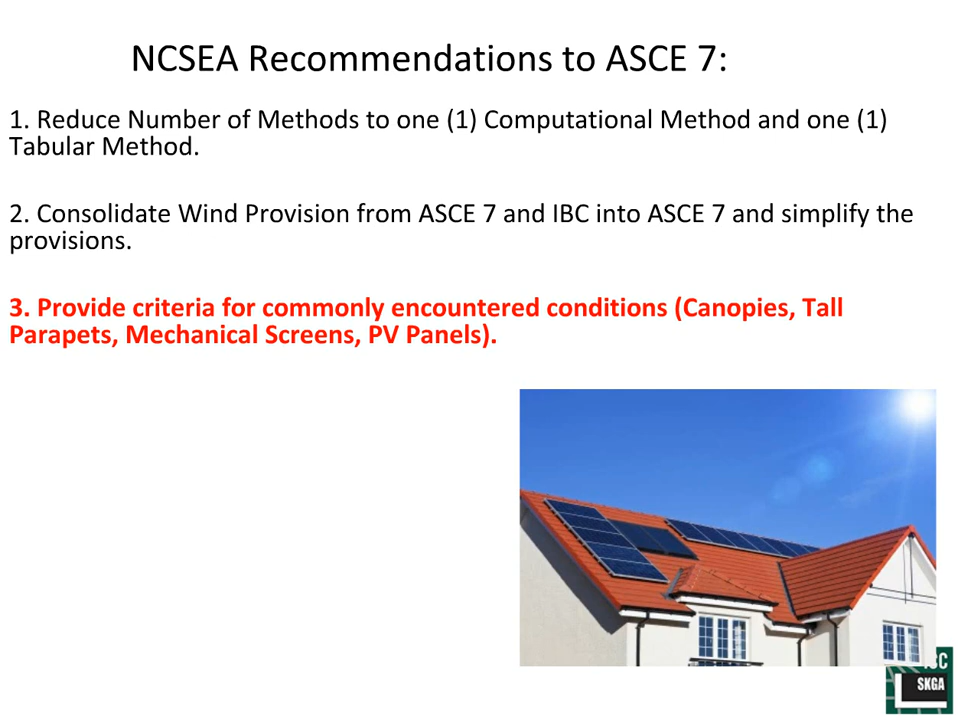 NCSEA Recommendations to ASCE 7:
1. Reduce Number of Methods to one (1) Computational Method and one (1)
Tabular Method.
2. Consolidate Wind Provision from ASCE 7 and IBC into ASCE 7 and simplify the
provisions.
3. Provide criteria for commonly encountered conditions (Canopies, Tall
Parapets, Mechanical Screens, PV Panels).
SKGA